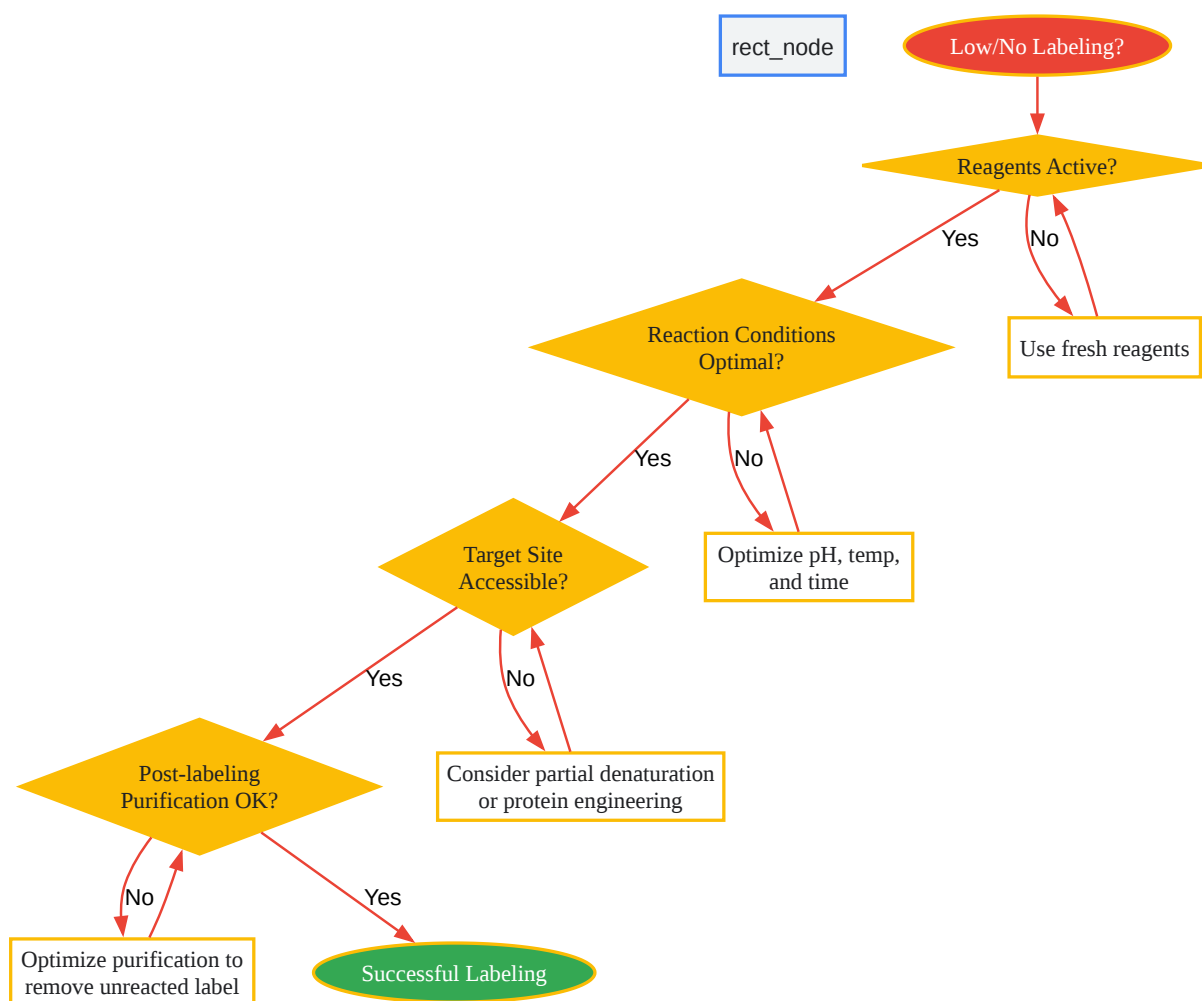 rect_node
Low/No Labeling?
Reagents Active?
Yes
No
Reaction Conditions
Optimal?
Use fresh reagents
Yes
No
Target Site
Accessible?
Optimize pH, temp,
and time
Yes
No
Post-labeling
Purification OK?
Consider partial denaturation
or protein engineering
No
Yes
Optimize purification to
remove unreacted label
Successful Labeling